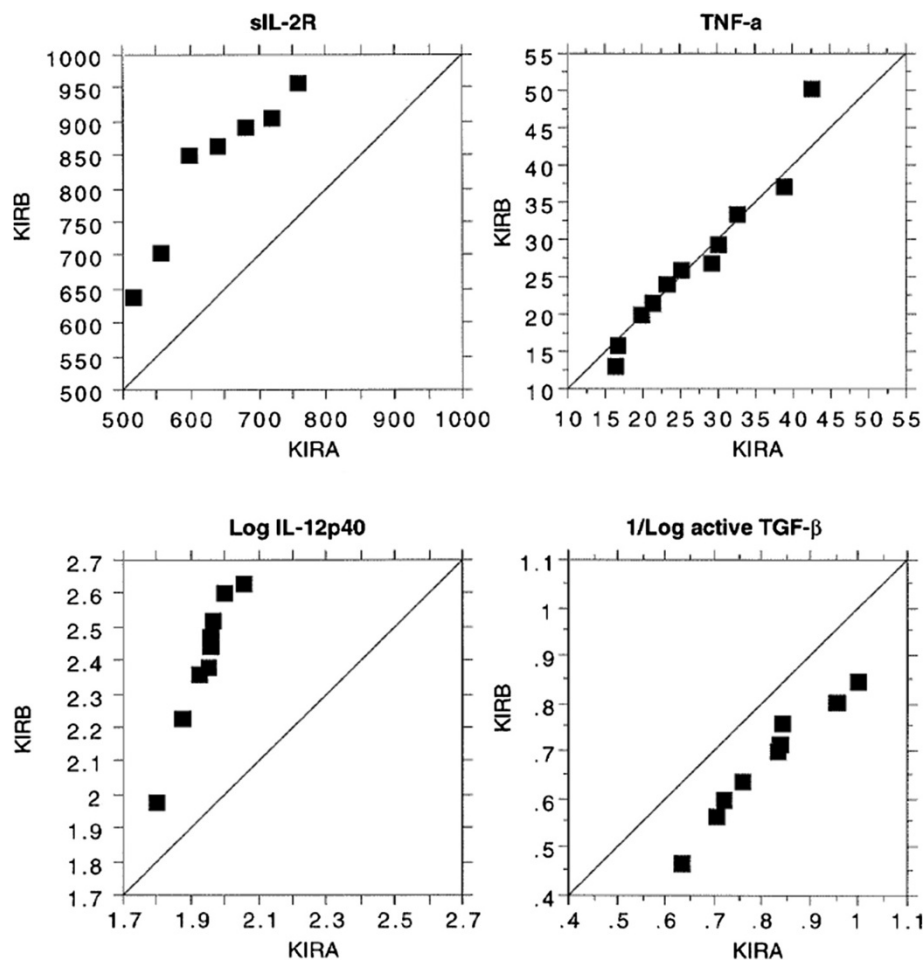 sIL-2R
1000
950
900
850
800
750
700
650
600
550
500
KIRB
500 600 700 800 900 1000
KIRA
TNF-a
55
50
45
40
35
30
25
20
15
10
KIRB
10 15 20 25 30 35 40 45 50 55
KIRA
Log IL-12p40
2.7
2.6
2.5
2.4
2.3
2.2
2.1
2
1.9
1.8
1.7
KIRB
1.7 1.9 2.1 2.3 2.5 2.7
KIRA
1/Log active TGF-β
1.1
1
.9
.8
.7
.6
.5
.4
KIRB
.4 .5 .6 .7 .8 .9 1 1.1
KIRA